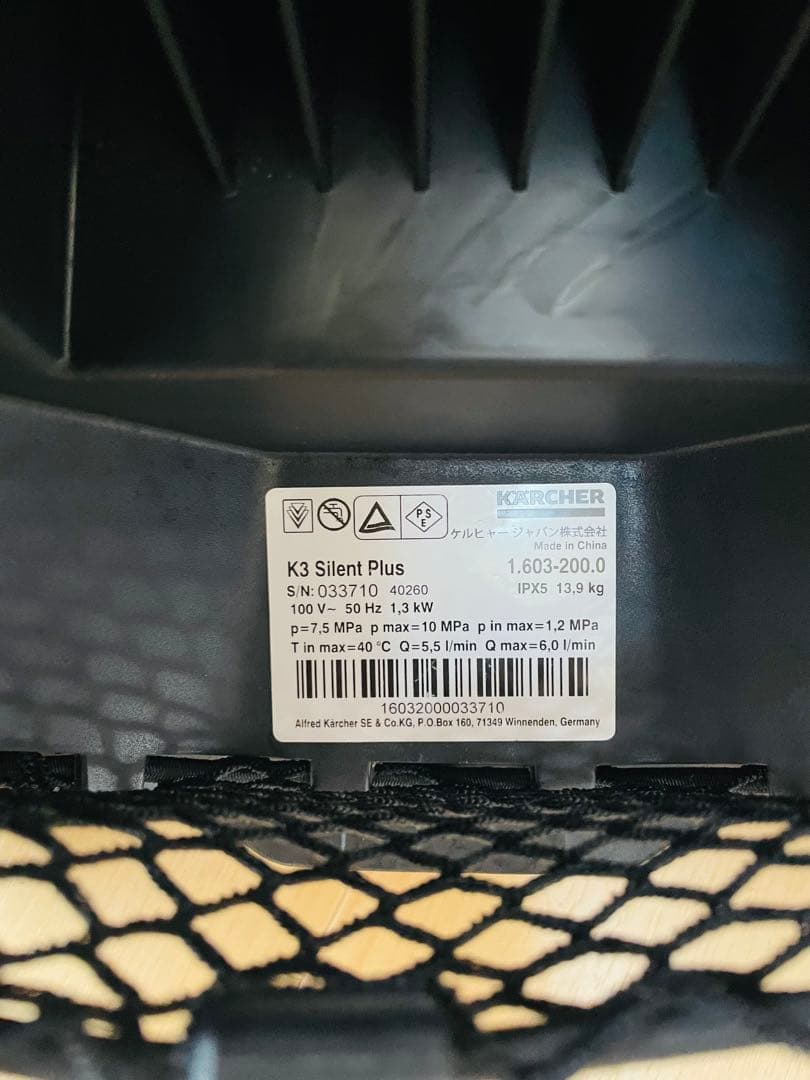 KÄRCHER
PS
E
ケルヒャー ジャパン株式会社
Made in China
K3 Silent Plus 1.603-200.0
S/N: 033710 40260 IPX5 13,9 kg
100 V~ 50 Hz 1,3 kW
p=7,5 MPa p max=10 MPa p in max=1,2 MPa
T in max=40 °C Q=5,5 l/min Q max=6,0 l/min
16032000033710
Alfred Kärcher SE & Co.KG, P.O.Box 160, 71349 Winnenden, Germany